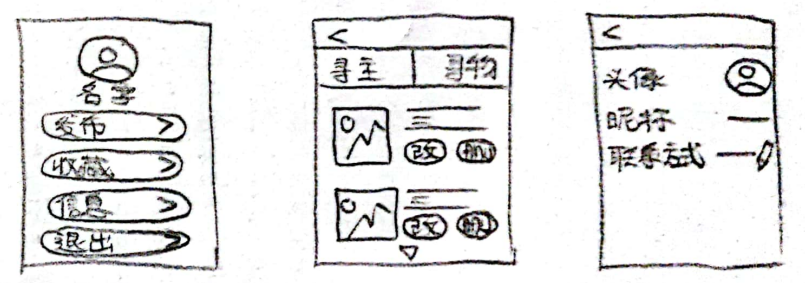 名字
发布
收藏
信息
退出
寻主 寻物
改 删
改 删
头像
昵称
联系方式